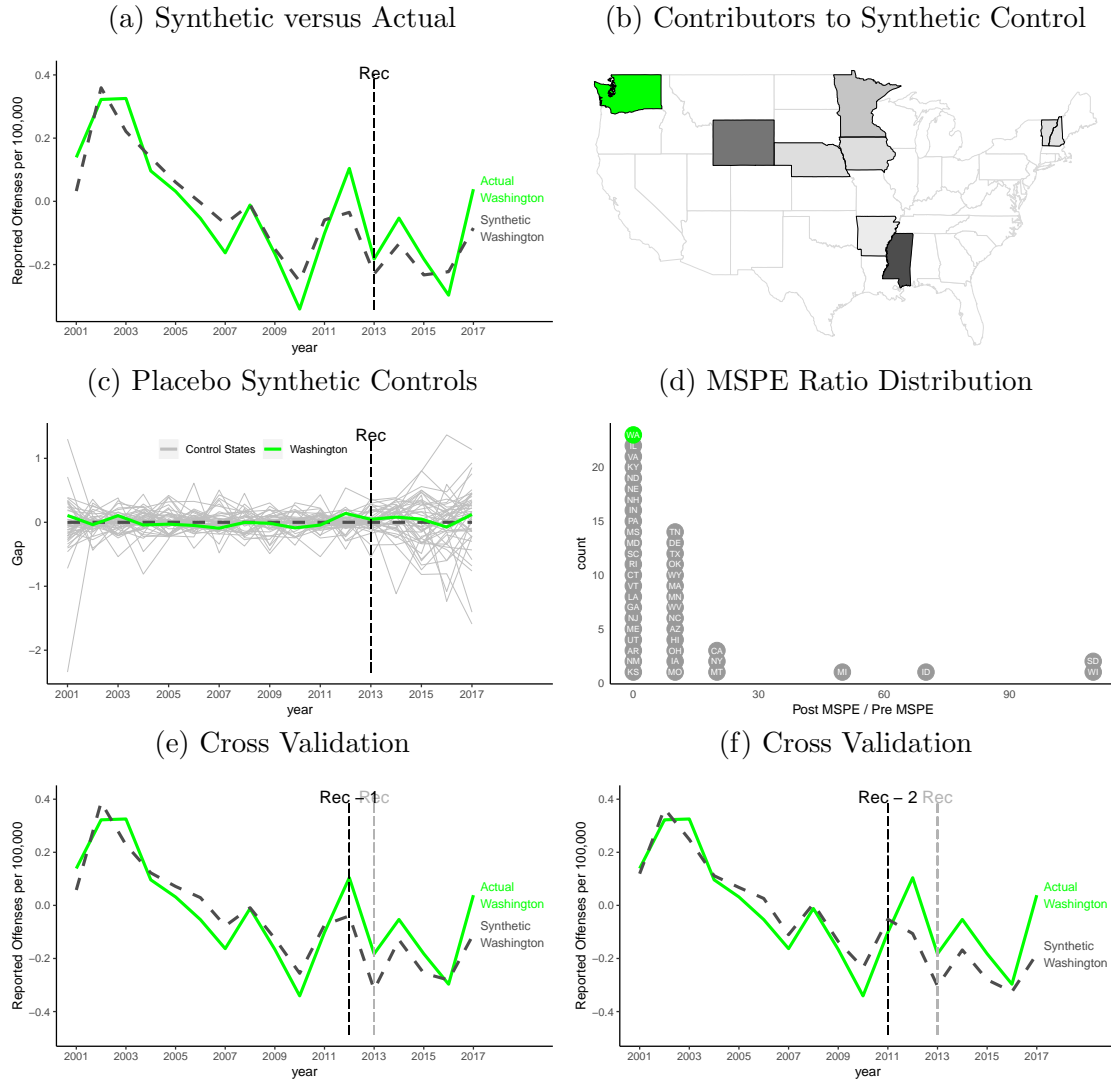 (a) Synthetic versus Actual
Rec
0.4
0.2
0.0
−0.2
Reported Offenses per 100,000
Actual
Washington
Synthetic
Washington
2001 2003 2005 2007 2009 2011 2013 2015 2017
year
(b) Contributors to Synthetic Control
(c) Placebo Synthetic Controls
Rec
Control States Washington
1
0
−1
−2
Gap
2001 2003 2005 2007 2009 2011 2013 2015 2017
year
(d) MSPE Ratio Distribution
20
15
10
5
0
count
WA
IL
VA
KY
ND
NE
NH
IN
PA
MS
MD
SC
RI
CT
VT
LA
GA
NJ
ME
UT
AR
NM
KS
TN
DE
TX
OK
WY
MA
MN
WV
NC
AZ
HI
OH
IA
MO
CA
NY
MT
MI
ID
SD
WI
0 30 60 90
Post MSPE / Pre MSPE
(e) Cross Validation
Rec − 1 Rec
0.4
0.2
0.0
−0.2
−0.4
Reported Offenses per 100,000
Actual
Washington
Synthetic
Washington
2001 2003 2005 2007 2009 2011 2013 2015 2017
year
(f) Cross Validation
Rec − 2 Rec
0.4
0.2
0.0
−0.2
−0.4
Reported Offenses per 100,000
Actual
Washington
Synthetic
Washington
2001 2003 2005 2007 2009 2011 2013 2015 2017
year